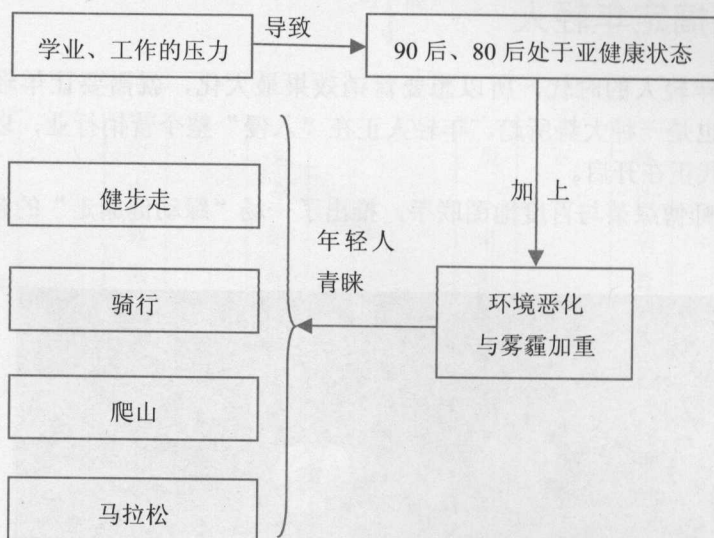 学业、工作的压力
导致
90后、80后处于亚健康状态
加上
环境恶化
与雾霾加重
年轻人
青睐
健步走
骑行
爬山
马拉松